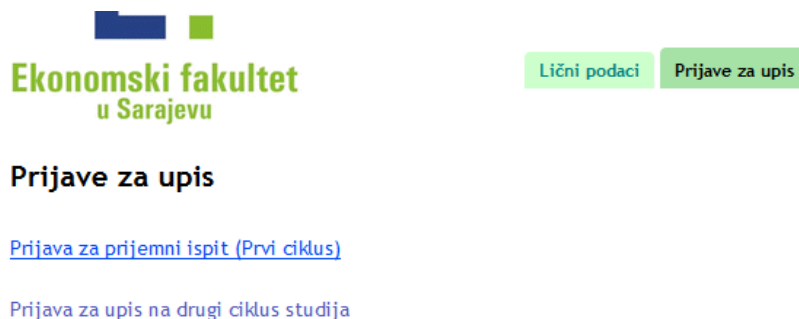 Ekonomski fakultet
u Sarajevu
Lični podaci
Prijave za upis
Prijave za upis
Prijava za prijemni ispit (Prvi ciklus)
Prijava za upis na drugi ciklus studija